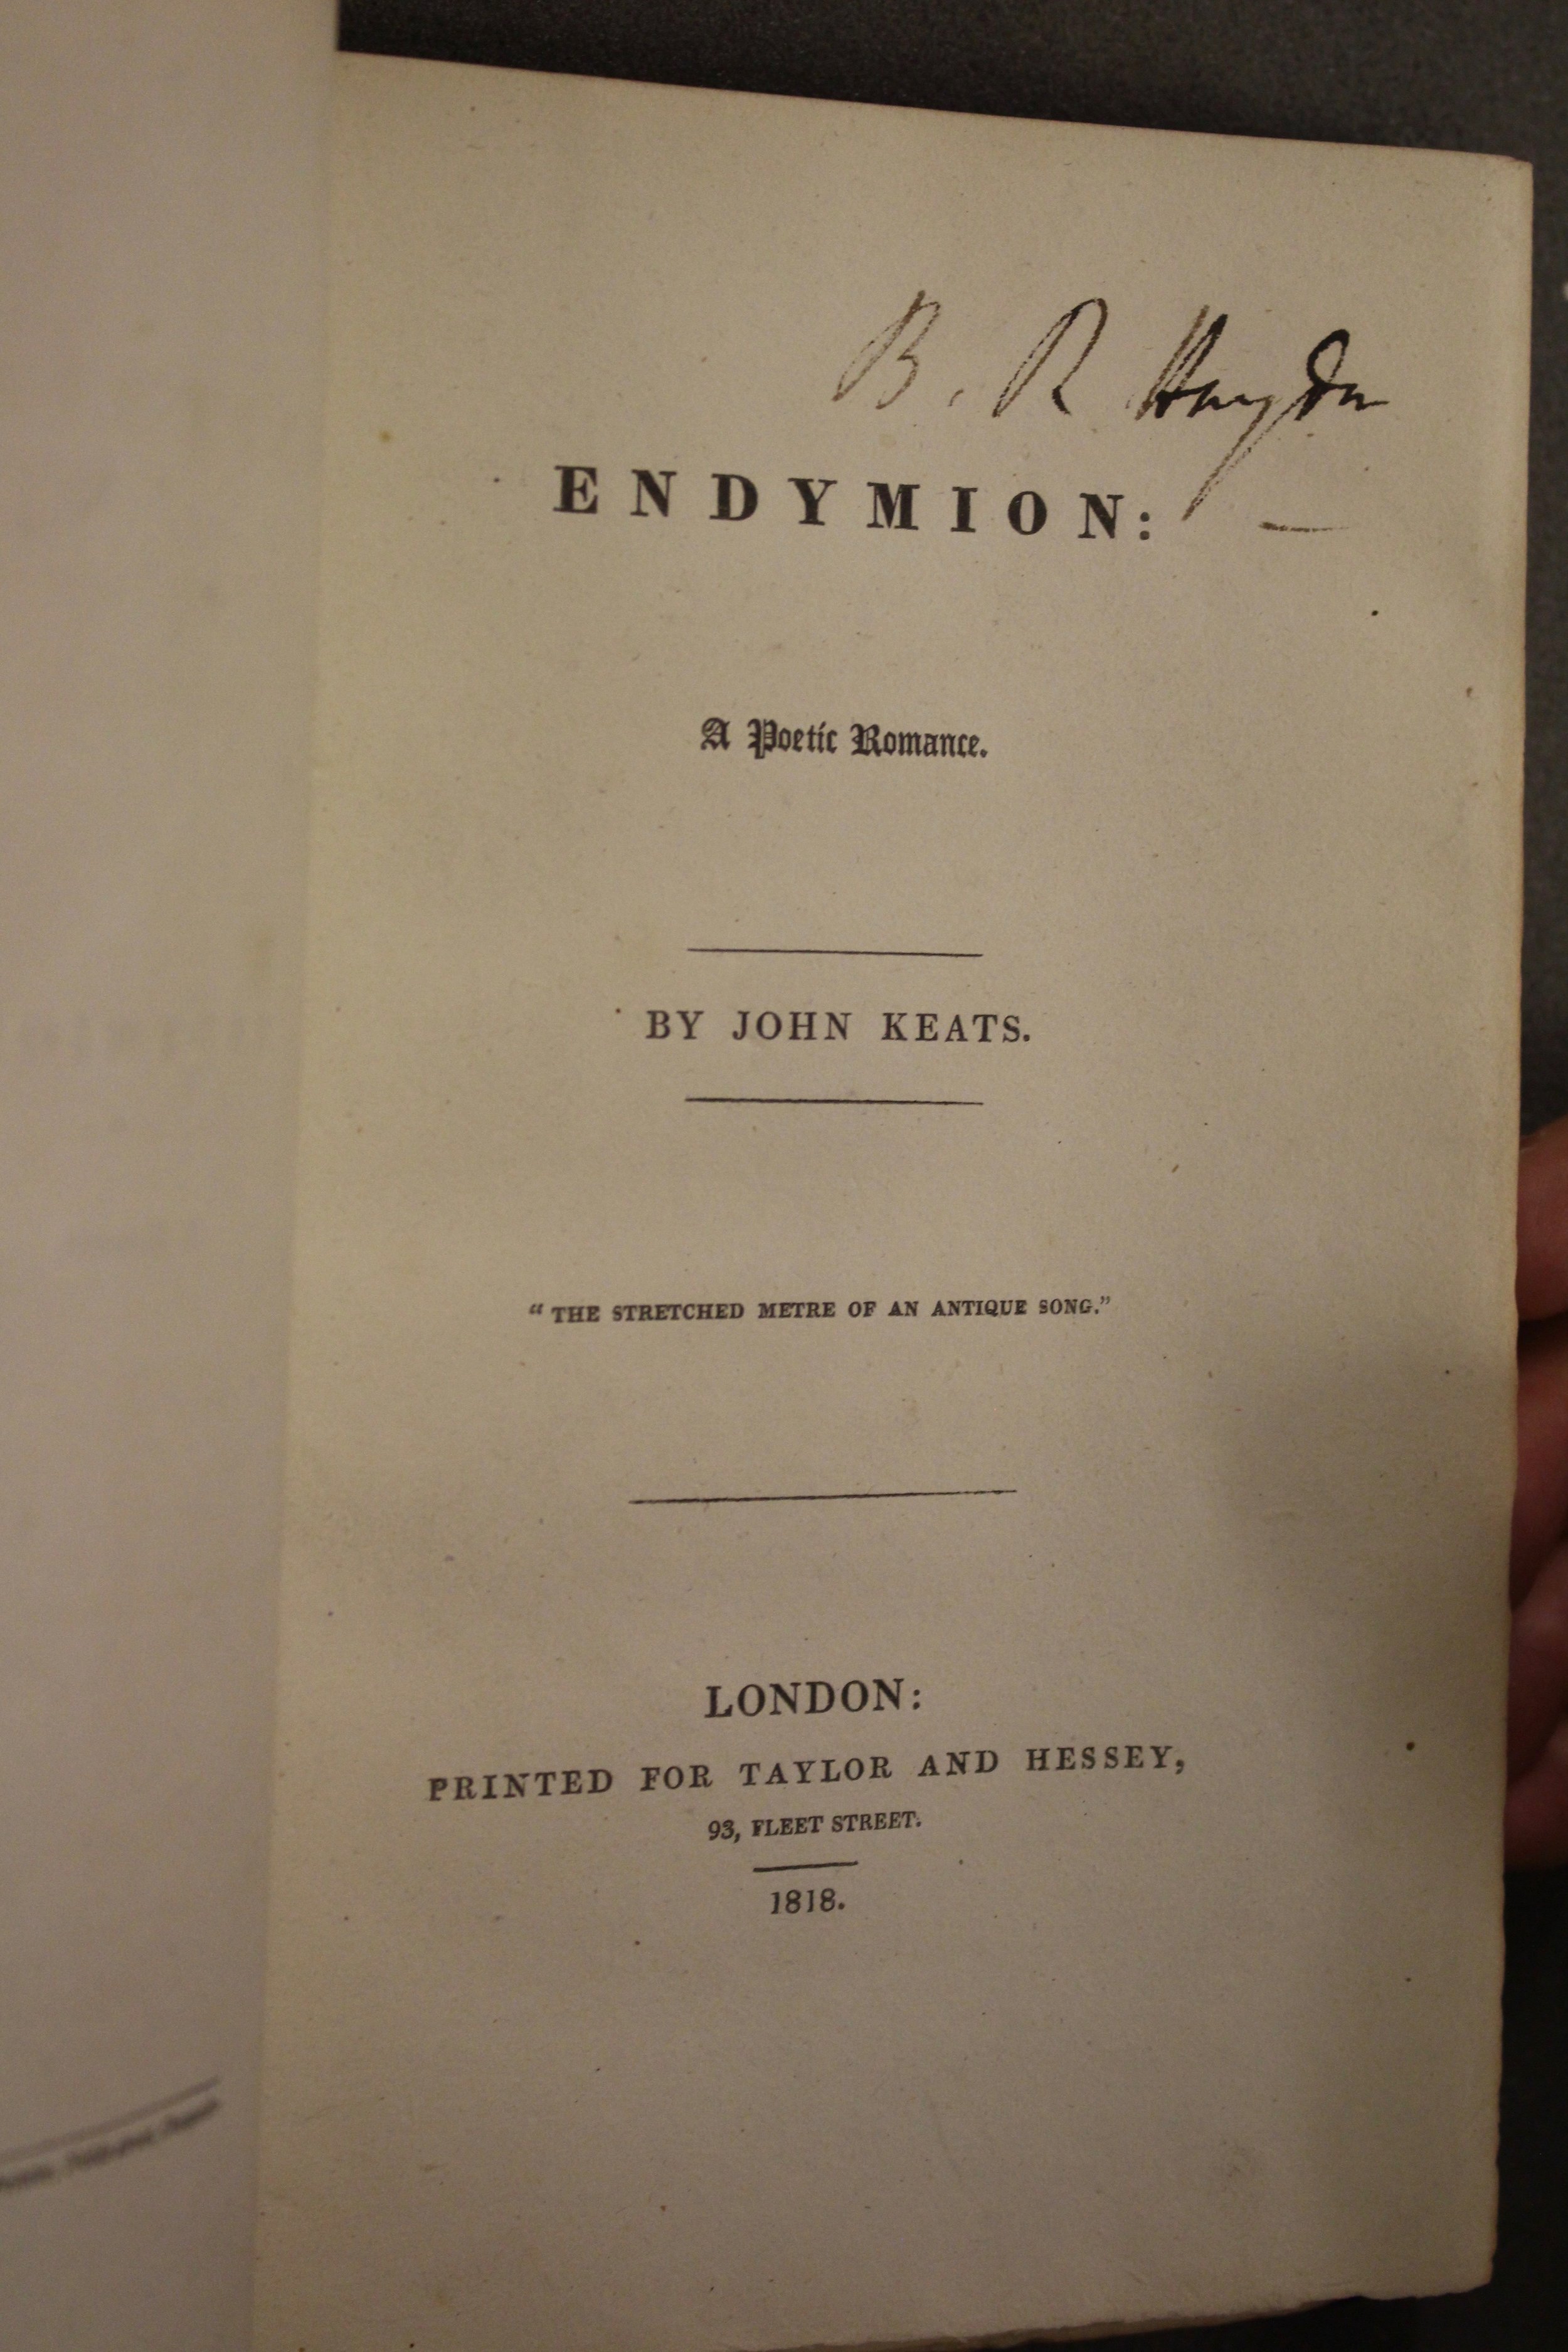 B. R Haydon
ENDYMION:
A Poetic Romance.
BY JOHN KEATS.
“THE STRETCHED METRE OF AN ANTIQUE SONG.”
LONDON:
PRINTED FOR TAYLOR AND HESSEY,
93, FLEET STREET.
1818.